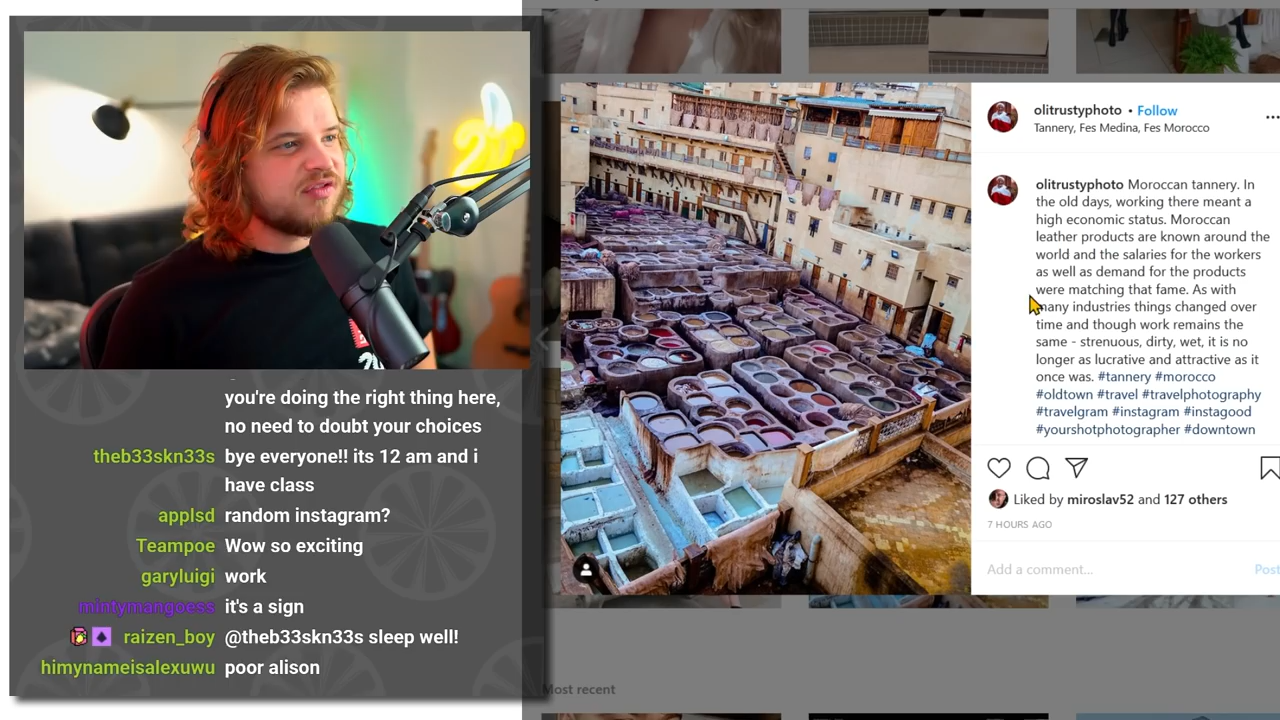 you're doing the right thing here,
no need to doubt your choices
theb33skn33s bye everyone!! its 12 am and i
have class
applsd random instagram?
Teampoe Wow so exciting
garyluigi work
mintymangoess it's a sign
raizen_boy @theb33skn33s sleep well!
himynameisalexuwu poor alison
olitrustyphoto • Follow
Tannery, Fes Medina, Fes Morocco
olitrustyphoto Moroccan tannery. In
the old days, working there meant a
high economic status. Moroccan
leather products are known around the
world and the salaries for the workers
as well as demand for the products
were matching that fame. As with
many industries things changed over
time and though work remains the
same - strenuous, dirty, wet, it is no
longer as lucrative and attractive as it
once was. #tannery #morocco
#oldtown #travel #travelphotography
#travelgram #instagram #instagood
#yourshotphotographer #downtown
Liked by miroslav52 and 127 others
7 HOURS AGO
Add a comment... Post
Most recent